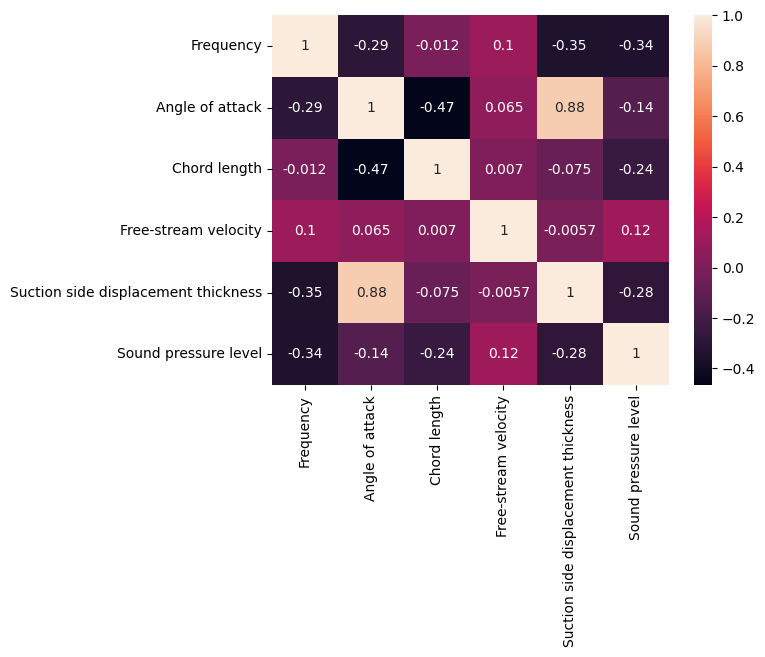 Frequency 1 -0.29 -0.012 0.1 -0.35 -0.34
Angle of attack -0.29 1 -0.47 0.065 0.88 -0.14
Chord length -0.012 -0.47 1 0.007 -0.075 -0.24
Free-stream velocity 0.1 0.065 0.007 1 -0.0057 0.12
Suction side displacement thickness -0.35 0.88 -0.075 -0.0057 1 -0.28
Sound pressure level -0.34 -0.14 -0.24 0.12 -0.28 1
Frequency
Angle of attack
Chord length
Free-stream velocity
Suction side displacement thickness
Sound pressure level
1.0
0.8
0.6
0.4
0.2
0.0
−0.2
−0.4